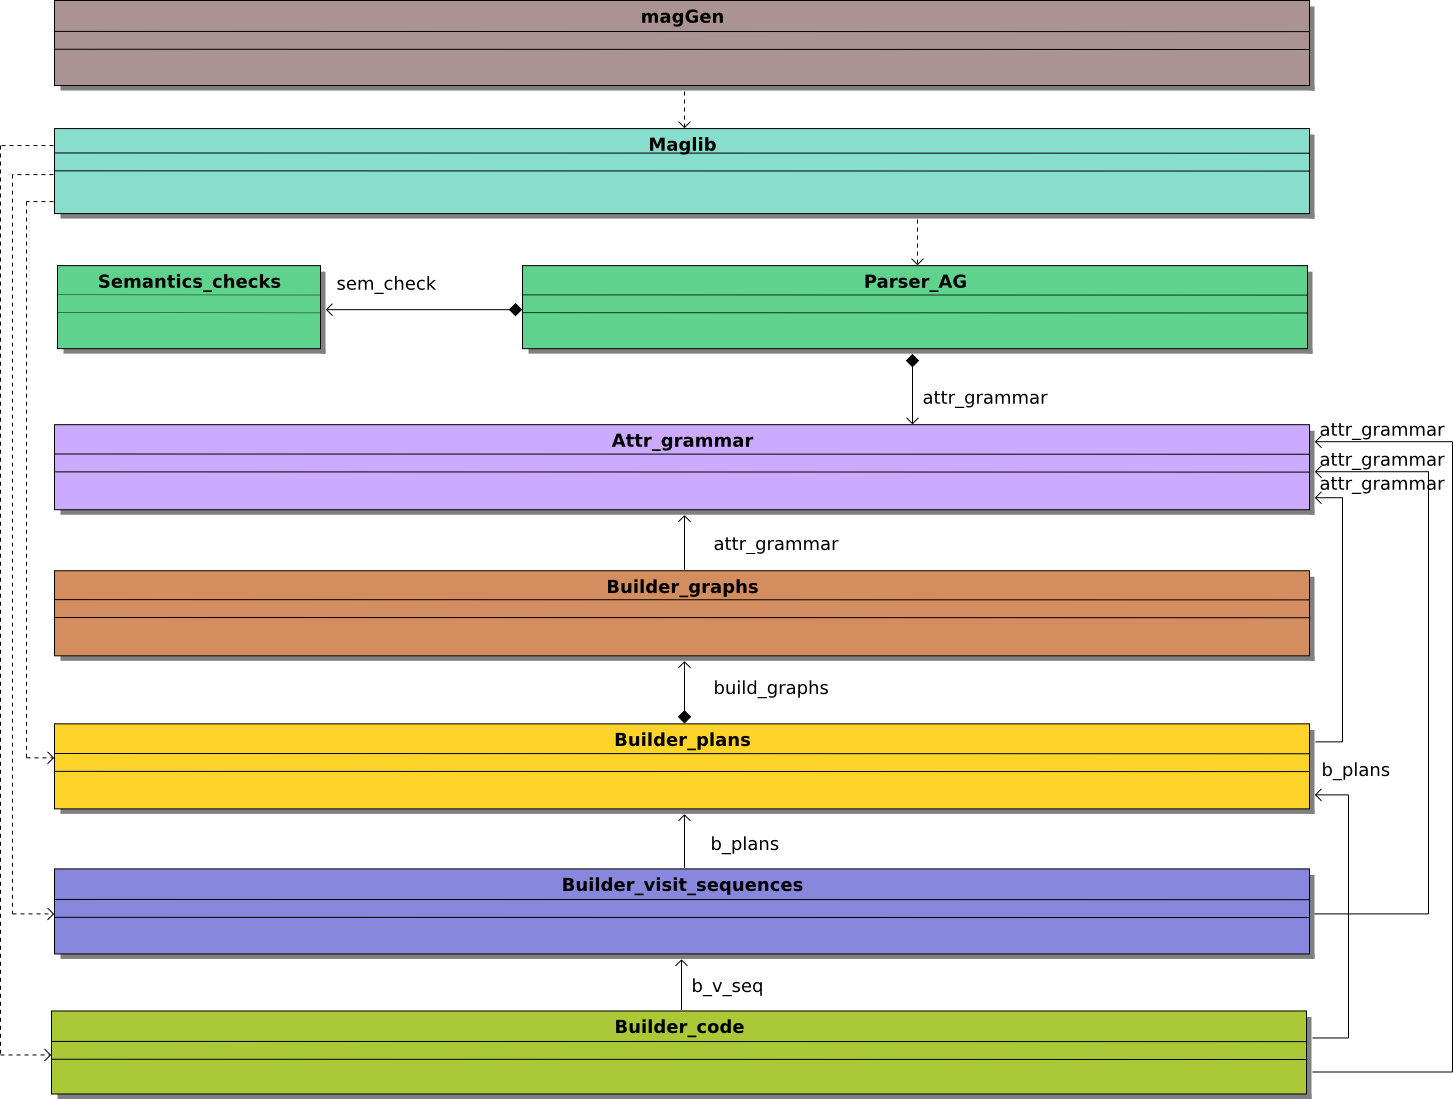 magGen
Maglib
Semantics_checks
sem_check
Parser_AG
attr_grammar
Attr_grammar
attr_grammar
attr_grammar
attr_grammar
attr_grammar
Builder_graphs
build_graphs
Builder_plans
b_plans
b_plans
Builder_visit_sequences
b_v_seq
Builder_code